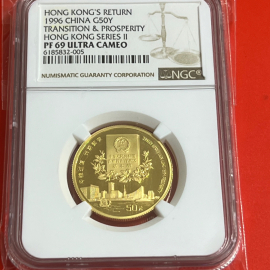 HONG KONG'S RETURN
1996 CHINA G50Y
TRANSITION & PROSPERITY
HONG KONG SERIES II
PF 69 ULTRA CAMEO
6185832-005
NUMISMATIC GUARANTY CORPORATION
NGC
50元